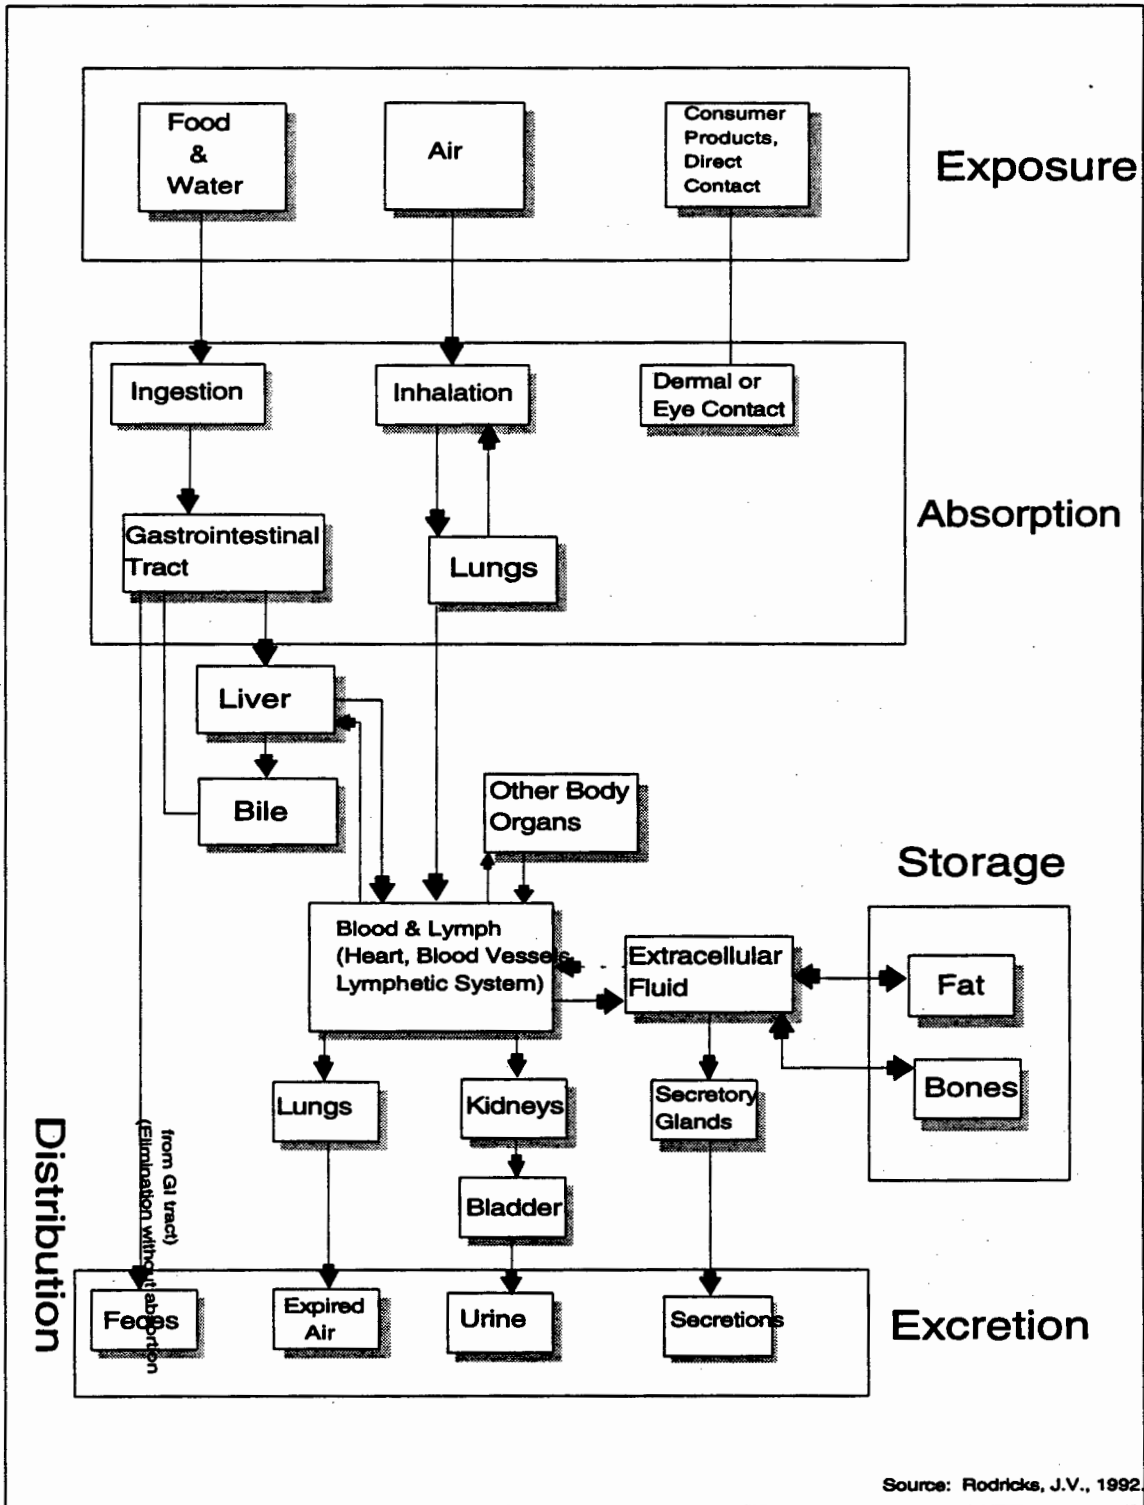 Food
&
Water
Air
Consumer
Products,
Direct
Contact
Exposure
Ingestion
Inhalation
Dermal or
Eye Contact
Gastrointestinal
Tract
Lungs
Absorption
Liver
Bile
Other Body
Organs
Storage
Blood & Lymph
(Heart, Blood Vessels,
Lymphetic System)
Extracellular
Fluid
Fat
Bones
Lungs
Kidneys
Secretory
Glands
Bladder
Distribution
(Elimination without abortion
from GI tract)
Feces
Expired
Air
Urine
Secretions
Excretion
Source: Rodricks, J.V., 1992